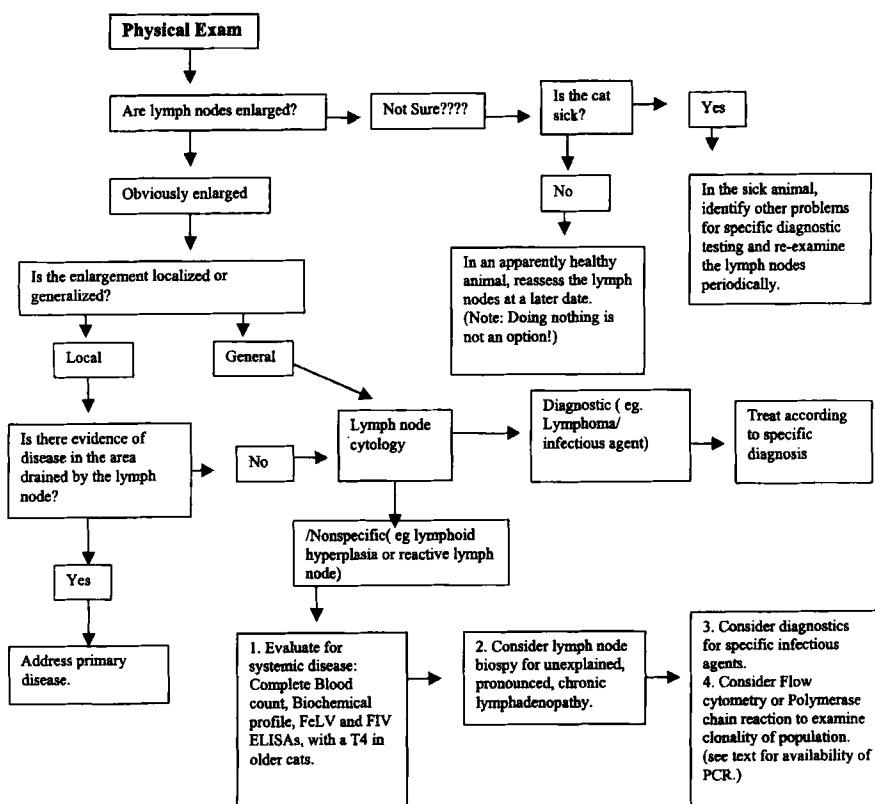 Physical Exam
Are lymph nodes enlarged?
Not Sure????
Is the cat
sick?
Yes
Obviously enlarged
No
In the sick animal,
identify other problems
for specific diagnostic
testing and re-examine
the lymph nodes
periodically.
Is the enlargement localized or
generalized?
In an apparently healthy
animal, reassess the lymph
nodes at a later date.
(Note: Doing nothing is
not an option!)
Local
General
Is there evidence of
disease in the area
drained by the lymph
node?
No
Lymph node
cytology
Diagnostic ( eg.
Lymphoma/
infectious agent)
Treat according
to specific
diagnosis
/Nonspecific( eg lymphoid
hyperplasia or reactive lymph
node)
Yes
Address primary
disease.
1. Evaluate for
systemic disease:
Complete Blood
count, Biochemical
profile, FeLV and FIV
ELISAs, with a T4 in
older cats.
2. Consider lymph node
biospy for unexplained,
pronounced, chronic
lymphadenopathy.
3. Consider diagnostics
for specific infectious
agents.
4. Consider Flow
cytometry or Polymerase
chain reaction to examine
clonality of population.
(see text for availability of
PCR.)